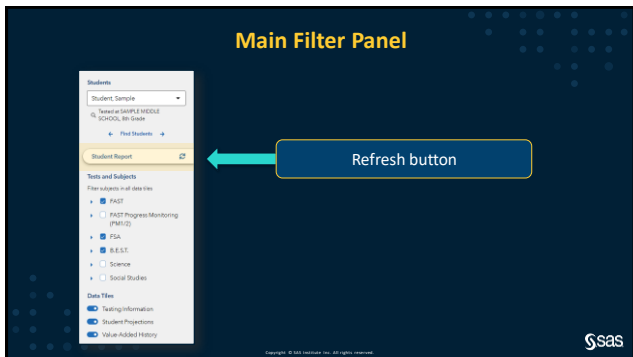 Main Filter Panel
Students
Student, Sample
Tested at SAMPLE MIDDLE
SCHOOL, 8th Grade
Find Students
Student Report
Refresh button
Tests and Subjects
Filter subjects in all data tiles
FAST
FAST Progress Monitoring
(PM1/2)
FSA
B.E.S.T.
Science
Social Studies
Data Tiles
Testing Information
Student Projections
Value-Added History
Copyright © SAS Institute Inc. All rights reserved.
sas